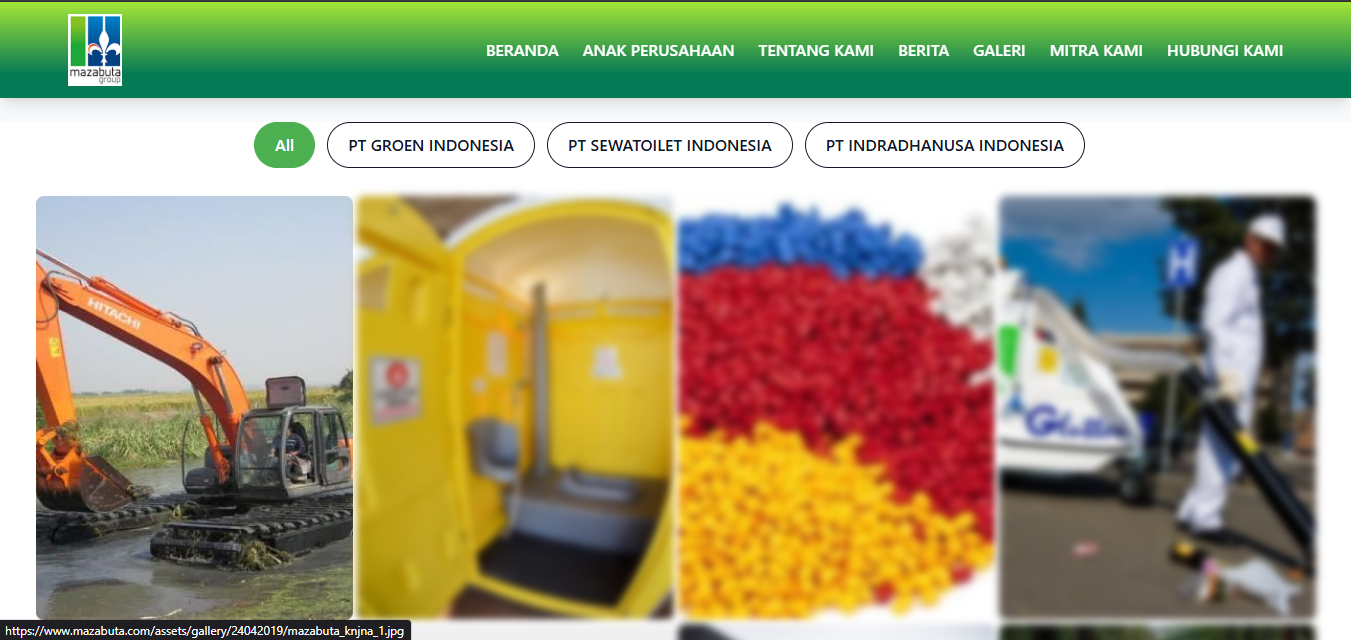 mazabuta
group
BERANDA ANAK PERUSAHAAN TENTANG KAMI BERITA GALERI MITRA KAMI HUBUNGI KAMI
All PT GROEN INDONESIA PT SEWATOILET INDONESIA PT INDRADHANUSA INDONESIA
HITACHI
H
https://www.mazabuta.com/assets/gallery/24042019/mazabuta_knjna_1.jpg